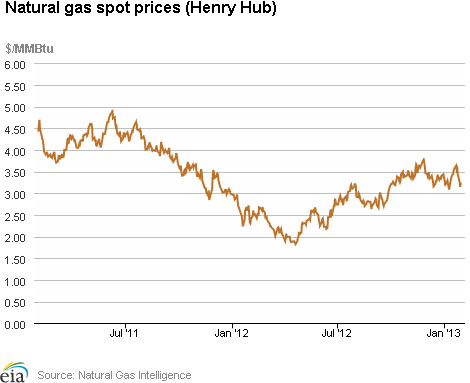 Natural gas spot prices (Henry Hub)
$/MMBtu
6.00
5.50
5.00
4.50
4.00
3.50
3.00
2.50
2.00
1.50
1.00
0.50
0.00
Jul '11
Jan '12
Jul '12
Jan '13
eia
Source: Natural Gas Intelligence